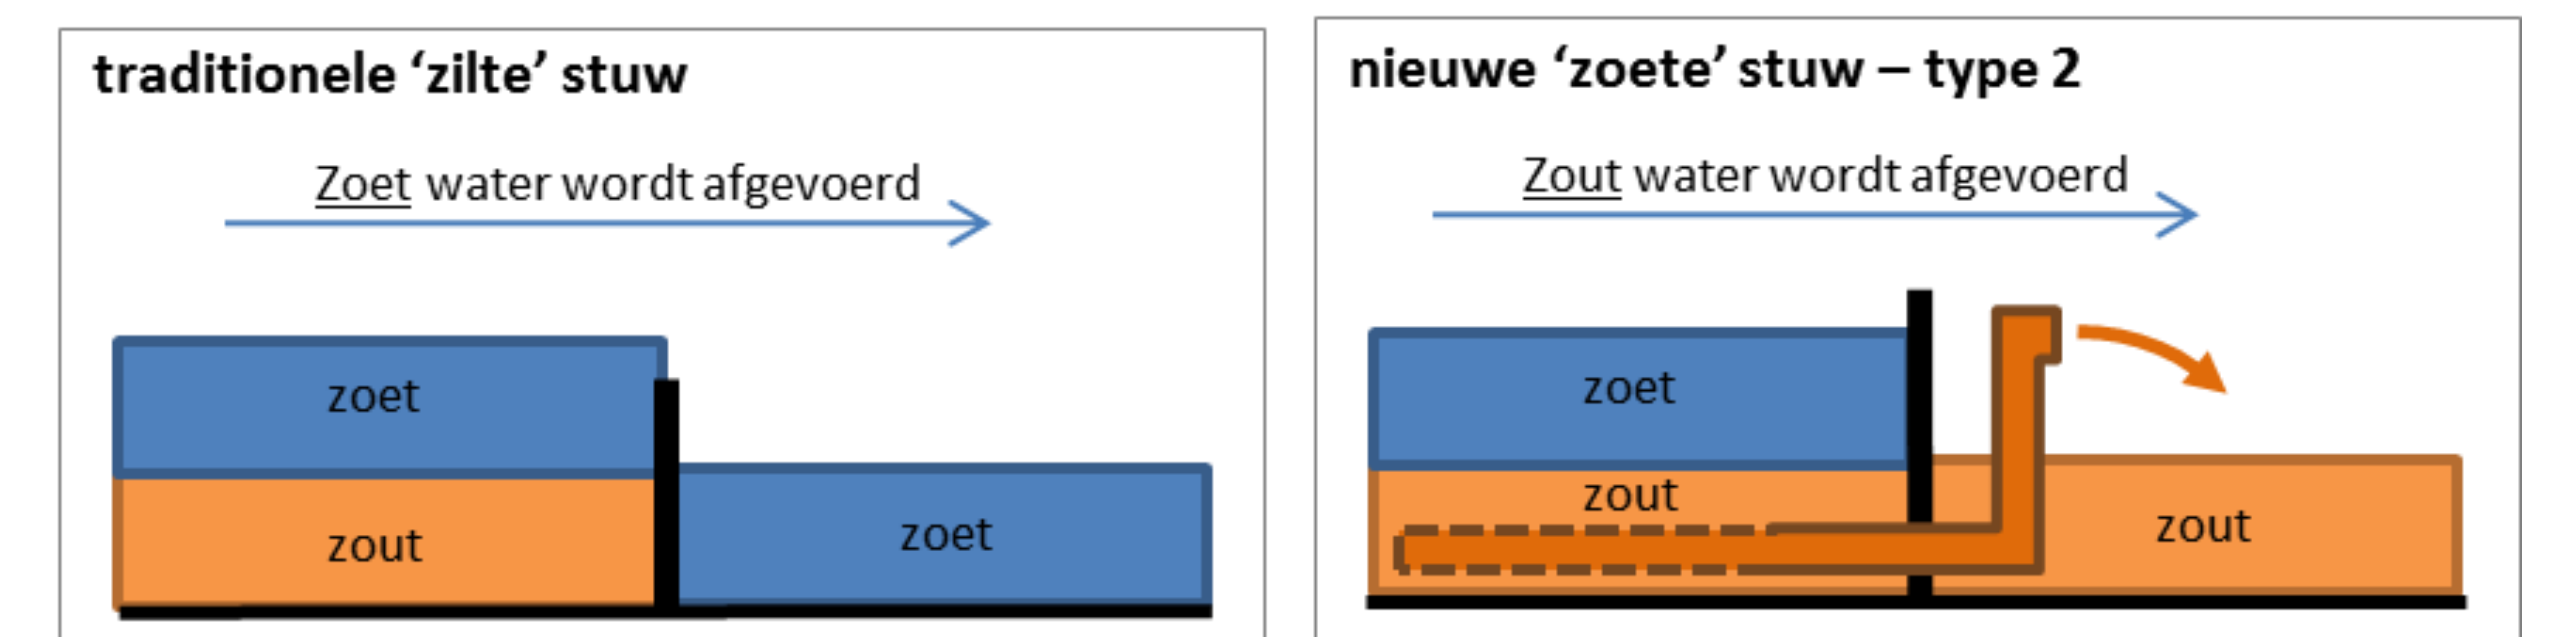 traditionele ‘zilte’ stuw
Zoet water wordt afgevoerd
zoet
zout
zoet
nieuwe ‘zoete’ stuw – type 2
Zout water wordt afgevoerd
zoet
zout
zout